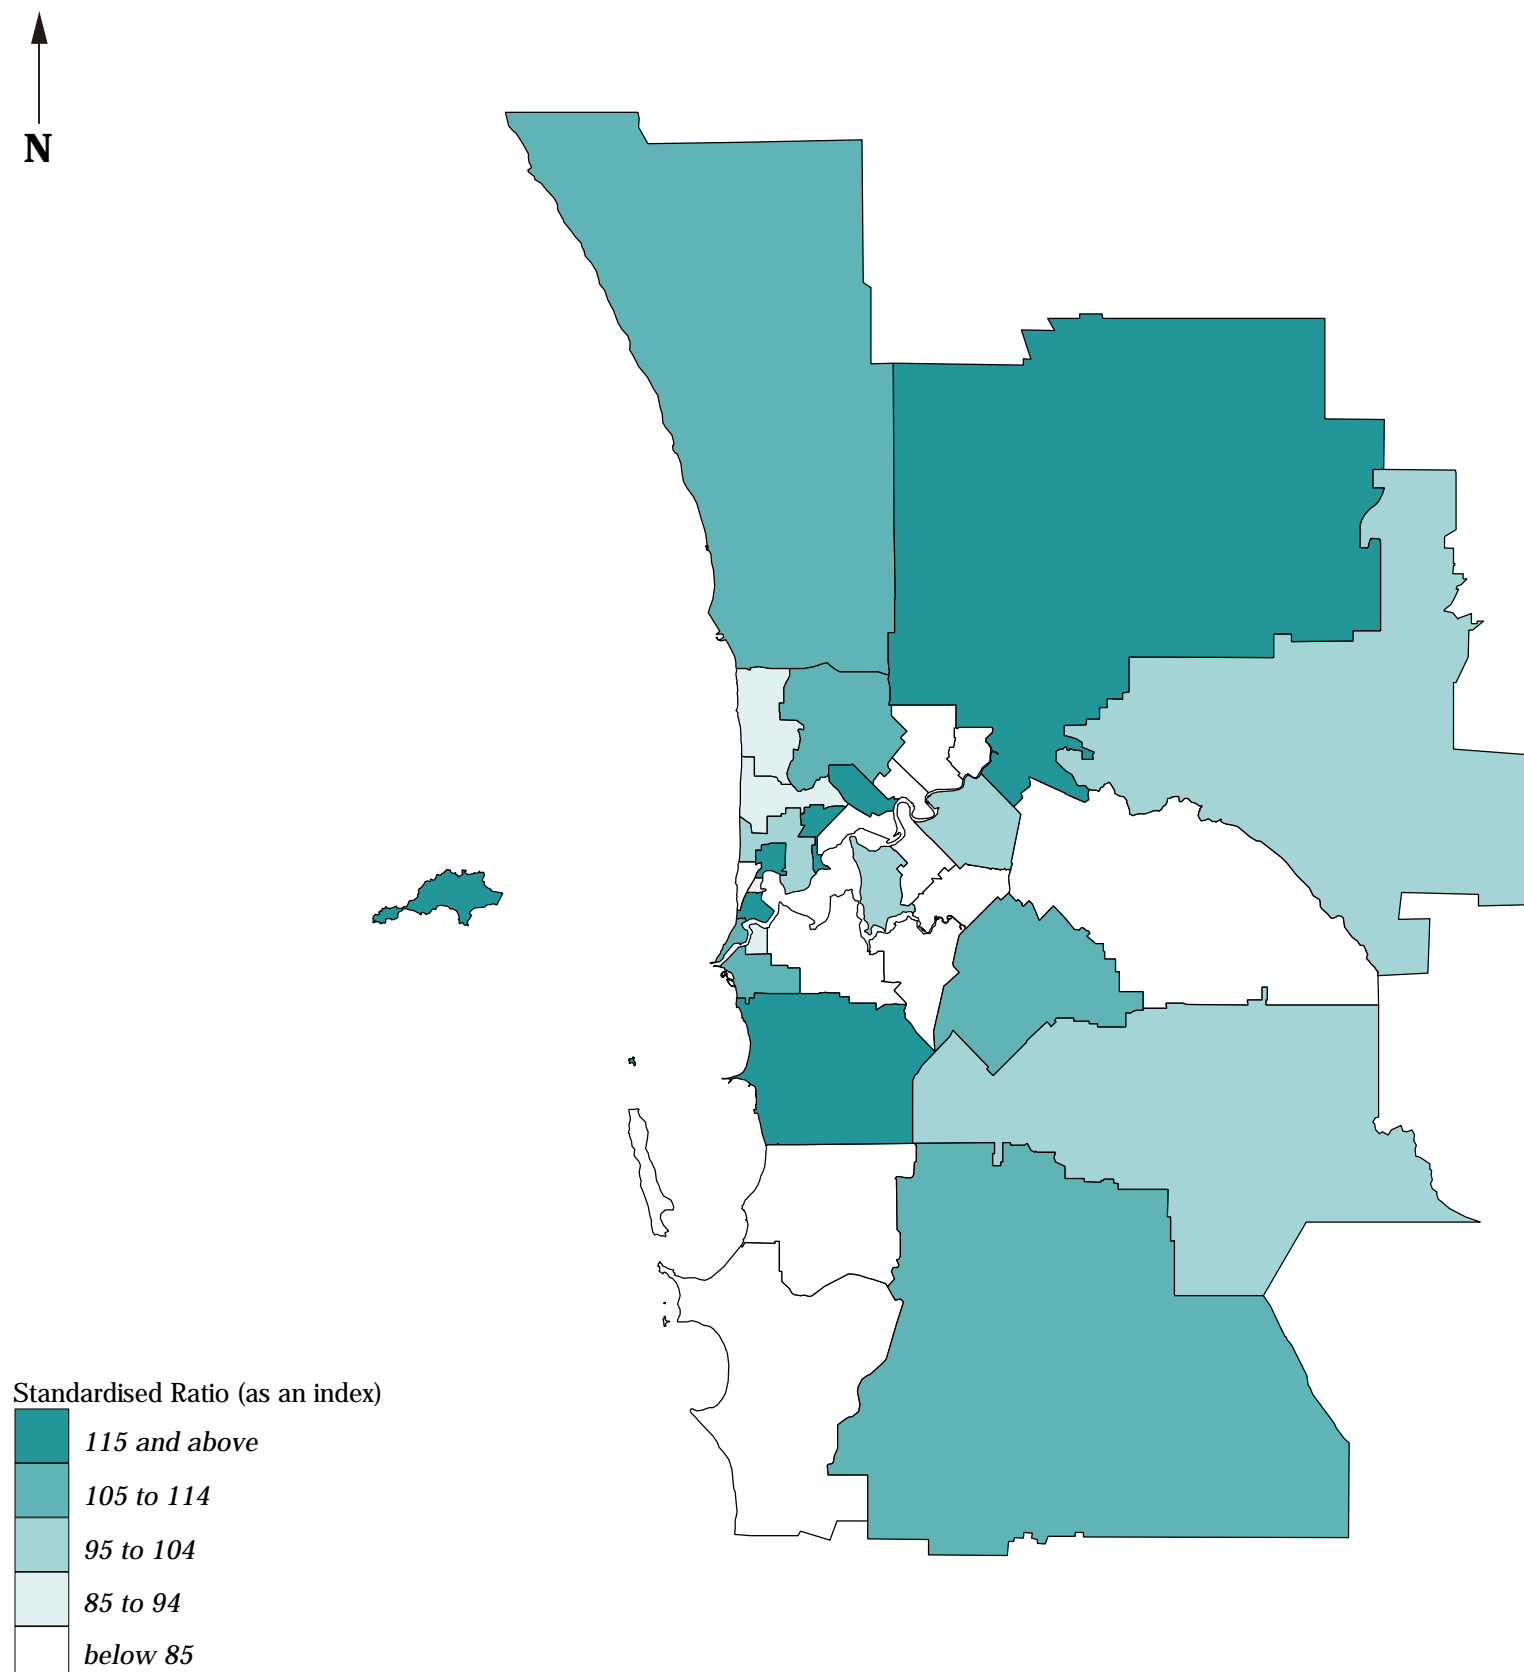 N
Standardised Ratio (as an index)
115 and above
105 to 114
95 to 104
85 to 94
below 85